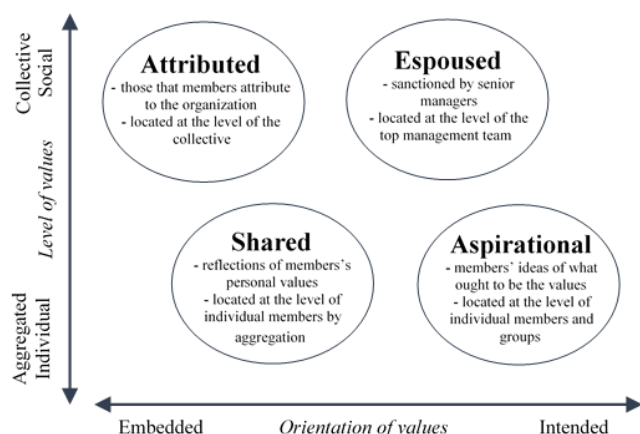 Collective
Social
Level of values
Aggregated
Individual
Attributed
- those that members attribute
to the organization
- located at the level of the
collective
Espoused
- sanctioned by senior
managers
- located at the level of the
top management team
Shared
- reflections of members's
personal values
- located at the level of
individual members by
aggregation
Aspirational
- members' ideas of what
ought to be the values
- located at the level of
individual members and
groups
Embedded
Orientation of values
Intended